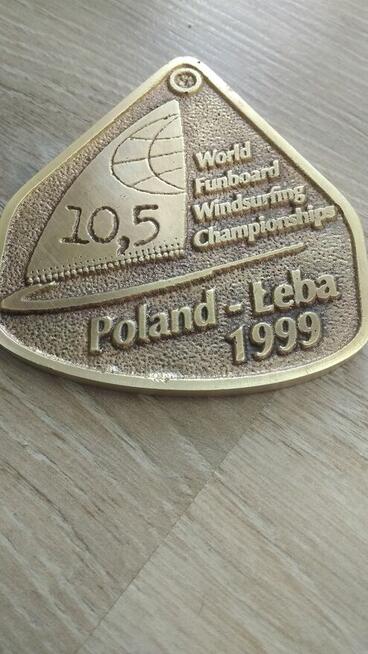 World
Funboard
Windsurfing
Championships
10,5
Poland - Łeba
1999